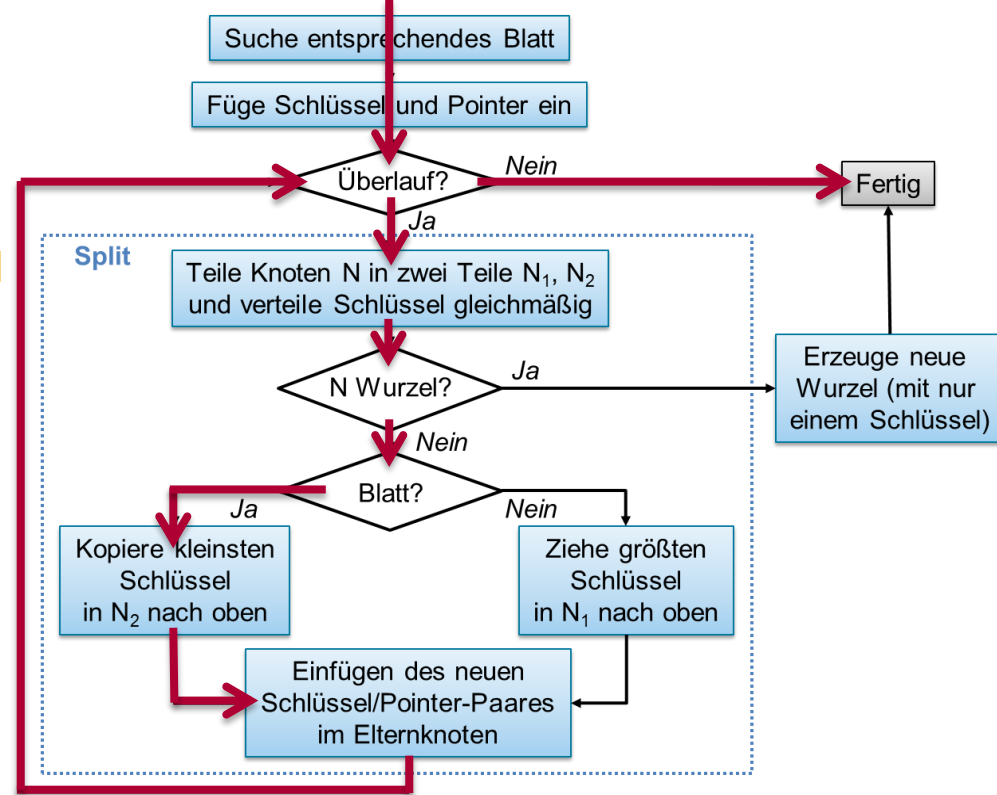 Suche entsprechendes Blatt
Füge Schlüssel und Pointer ein
Überlauf?
Nein
Fertig
Ja
Split
Teile Knoten N in zwei Teile N₁, N₂
und verteile Schlüssel gleichmäßig
N Wurzel?
Ja
Erzeuge neue
Wurzel (mit nur
einem Schlüssel)
Nein
Blatt?
Ja
Nein
Kopiere kleinsten
Schlüssel
in N₂ nach oben
Ziehe größten
Schlüssel
in N₁ nach oben
Einfügen des neuen
Schlüssel/Pointer-Paares
im Elternknoten